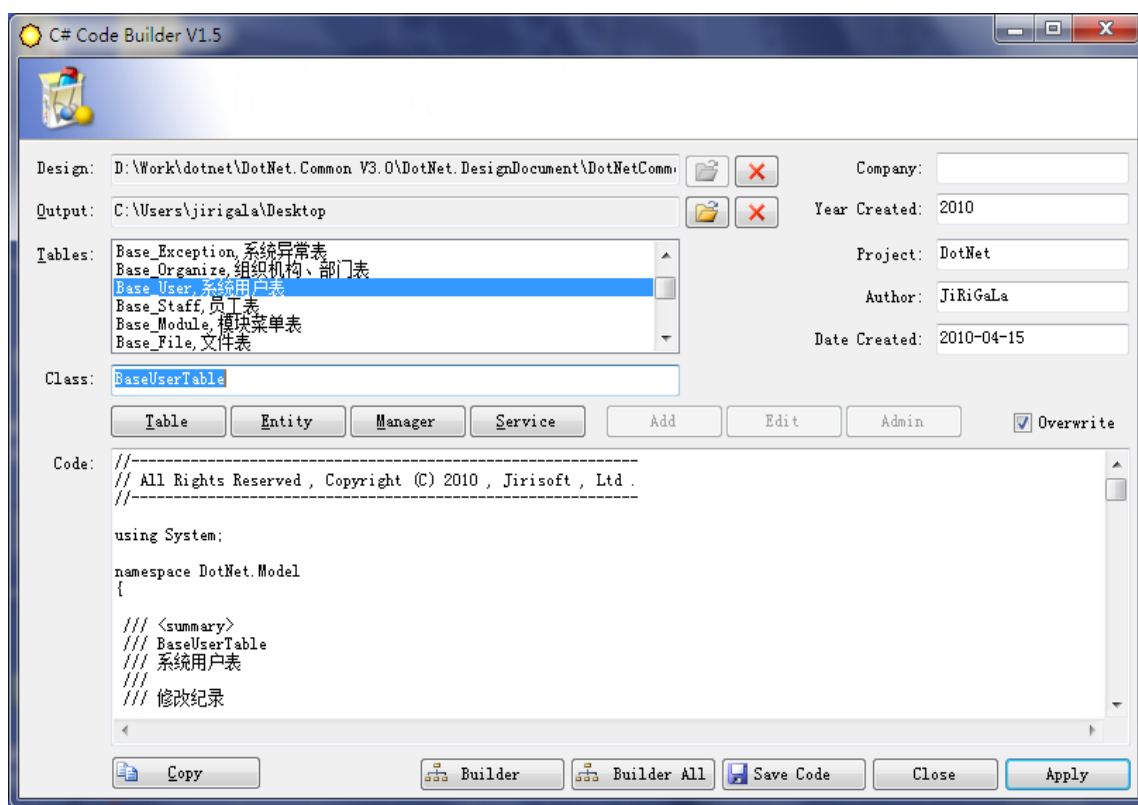 C# Code Builder V1.5
Design: D:\Work\dotnet\DotNet.Common V3.0\DotNet.DesignDocument\DotNetComm
Company:
Output: C:\Users\jirigala\Desktop
Year Created: 2010
Tables:
Base_Exception,系统异常表
Base_Organize,组织机构、部门表
Base_User,系统用户表
Base_Staff,员工表
Base_Module,模块菜单表
Base_File,文件表
Project: DotNet
Author: JiRiGaLa
Date Created: 2010-04-15
Class: BaseUserTable
Table Entity Manager Service Add Edit Admin Overwrite
Code:
//------------------------------------------------------------
// All Rights Reserved , Copyright (C) 2010 , Jirisoft , Ltd .
//------------------------------------------------------------
using System;
namespace DotNet.Model
{
/// <summary>
/// BaseUserTable
/// 系统用户表
///
/// 修改纪录
Copy Builder Builder All Save Code Close Apply